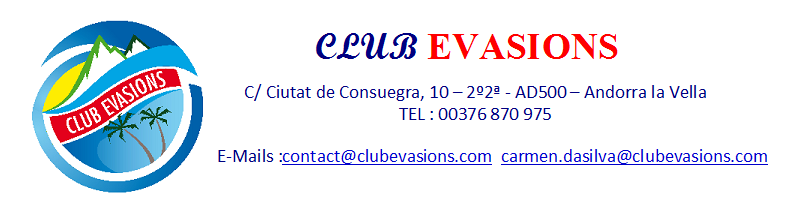 CLUB EVASIONS
CLUB EVASIONS
C/ Ciutat de Consuegra, 10 – 2º2ª - AD500 – Andorra la Vella
TEL : 00376 870 975
E-Mails :contact@clubevasions.com carmen.dasilva@clubevasions.com